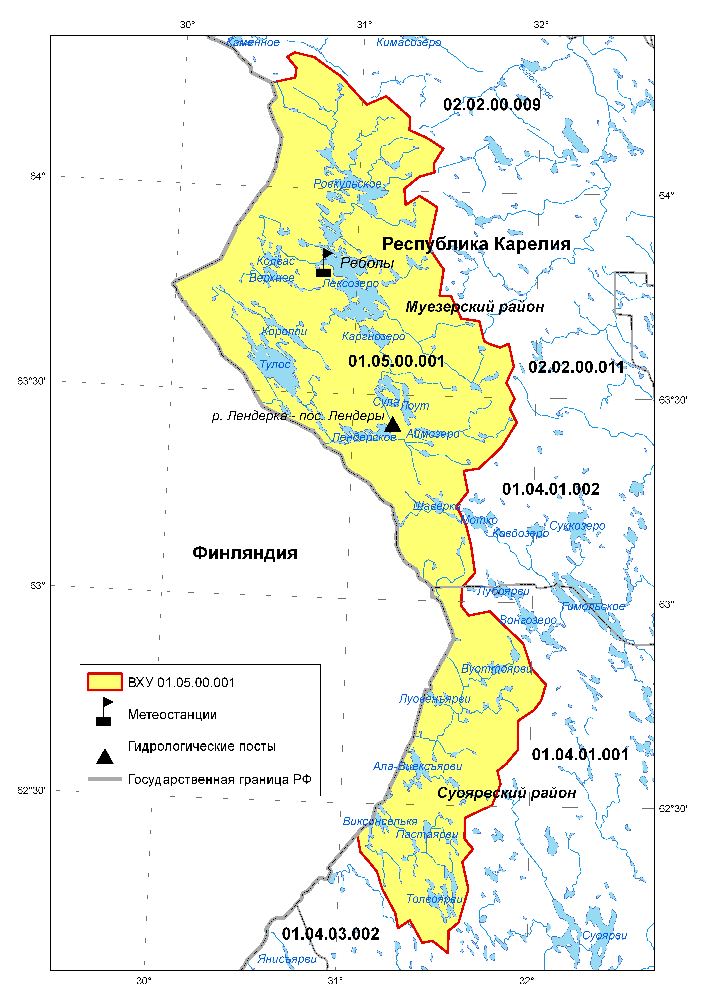 30° 31° 32°
Каменное
Кимасозеро
Белое море
02.02.00.009
64°
Ровкульское
64°
Республика Карелия
Колвас
Реболы
Верхнее
Лексозеро
Муезерский район
Короппи
Каргиозеро
01.05.00.001
Тулос
02.02.00.011
63°30'
63°30'
Сула
Лоут
р. Лендерка - пос. Лендеры
Лендерское
Аймозеро
01.04.01.002
Шаверки
Мотко
Суккозеро
Ковдозеро
Финляндия
63°
Лубоярви
63°
Гимольское
Вонгозеро
Вуоттоярви
ВХУ 01.05.00.001
Луовенъярви
Метеостанции
Гидрологические посты
01.04.01.001
Ала-Виексъярви
Государственная граница РФ
62°30'
Суоярвский район
62°30'
Виксинселькя
Пастаярви
Толвоярви
01.04.03.002
Суоярви
Янисъярви
30° 31° 32°